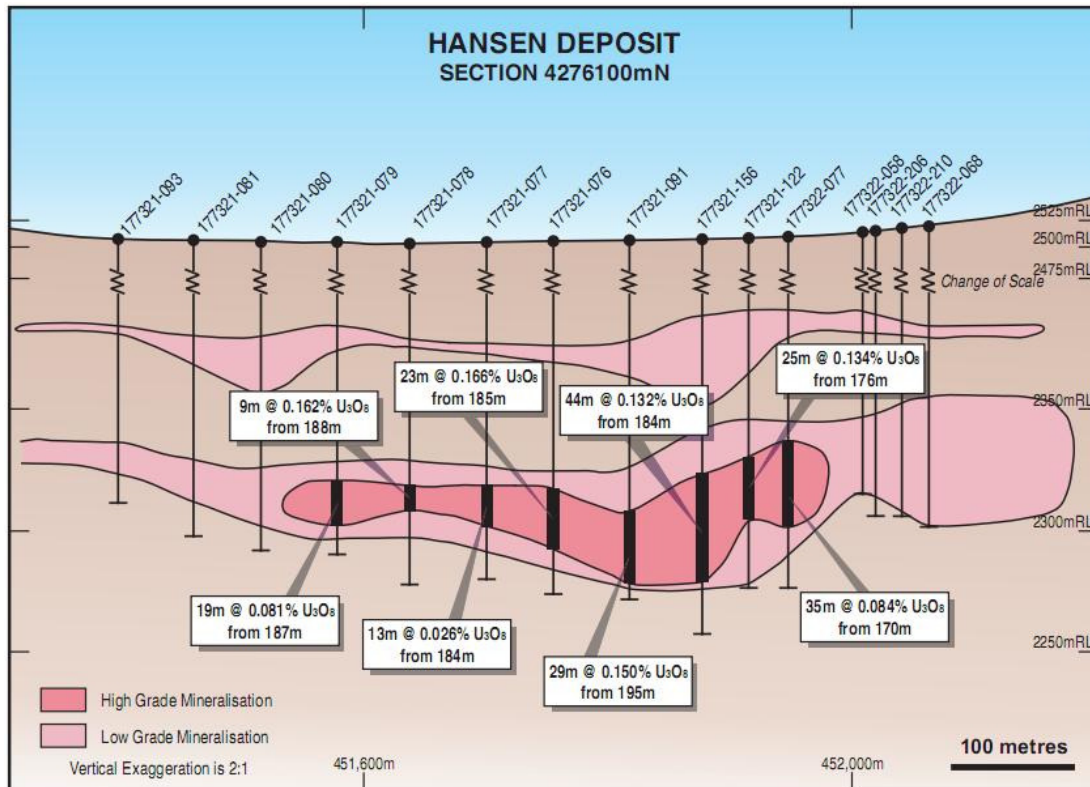 HANSEN DEPOSIT
SECTION 4276100mN
177321-093
177321-081
177321-080
177321-079
177321-078
177321-077
177321-076
177321-091
177321-156
177321-122
177322-077
177322-058
177322-206
177322-210
177322-068
2525mRL
2500mRL
2475mRL
Change of Scale
23m @ 0.166% U₃O₈
from 185m
25m @ 0.134% U₃O₈
from 176m
9m @ 0.162% U₃O₈
from 188m
44m @ 0.132% U₃O₈
from 184m
2350mRL
2300mRL
19m @ 0.081% U₃O₈
from 187m
13m @ 0.026% U₃O₈
from 184m
35m @ 0.084% U₃O₈
from 170m
29m @ 0.150% U₃O₈
from 195m
2250mRL
High Grade Mineralisation
Low Grade Mineralisation
Vertical Exaggeration is 2:1
451,600m
452,000m
100 metres